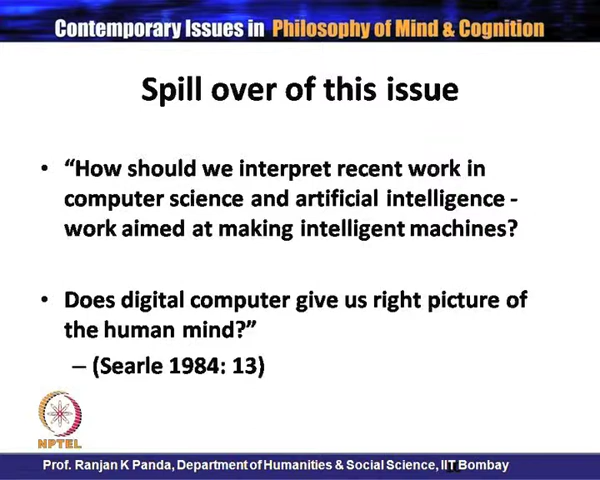 Contemporary Issues in Philosophy of Mind & Cognition
Spill over of this issue
• “How should we interpret recent work in
computer science and artificial intelligence -
work aimed at making intelligent machines?
• Does digital computer give us right picture of
the human mind?”
– (Searle 1984: 13)
NPTEL
Prof. Ranjan K Panda, Department of Humanities & Social Science, IIT Bombay